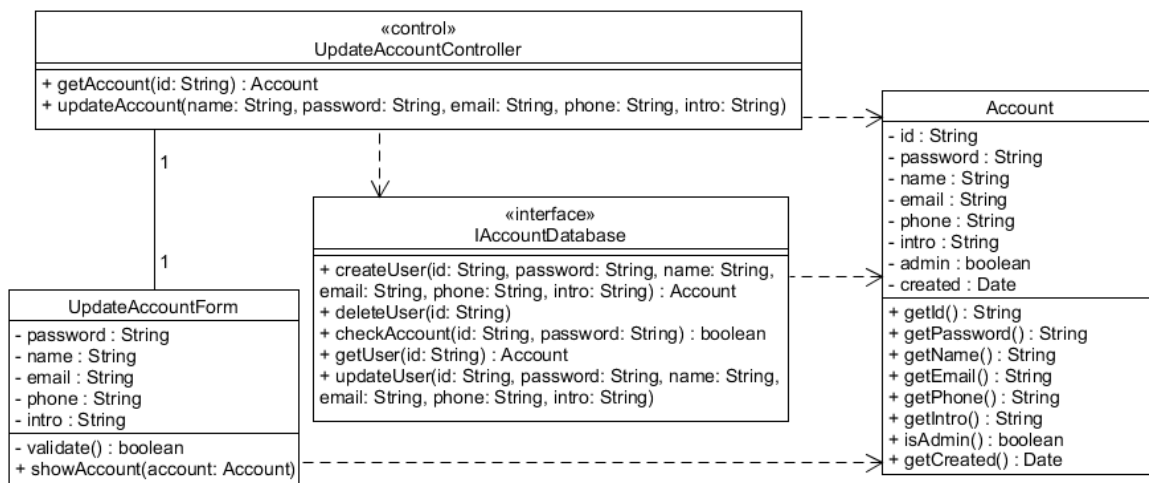 «control»
UpdateAccountController
+ getAccount(id: String) : Account
+ updateAccount(name: String, password: String, email: String, phone: String, intro: String)
1
1
«interface»
IAccountDatabase
+ createUser(id: String, password: String, name: String,
email: String, phone: String, intro: String) : Account
+ deleteUser(id: String)
+ checkAccount(id: String, password: String) : boolean
+ getUser(id: String) : Account
+ updateUser(id: String, password: String, name: String,
email: String, phone: String, intro: String)
UpdateAccountForm
- password : String
- name : String
- email : String
- phone : String
- intro : String
- validate() : boolean
+ showAccount(account: Account)
Account
- id : String
- password : String
- name : String
- email : String
- phone : String
- intro : String
- admin : boolean
- created : Date
+ getId() : String
+ getPassword() : String
+ getName() : String
+ getEmail() : String
+ getPhone() : String
+ getIntro() : String
+ isAdmin() : boolean
+ getCreated() : Date